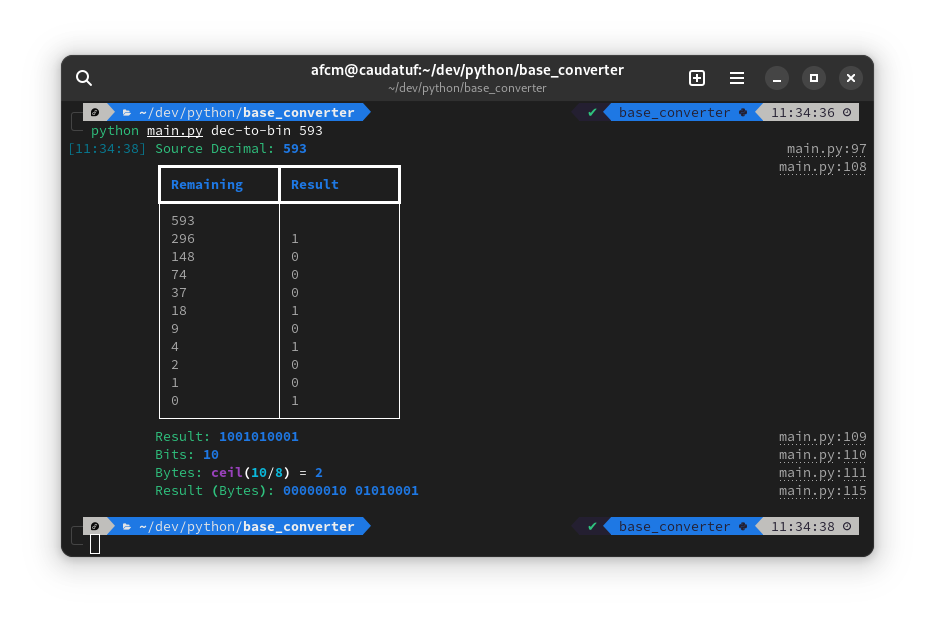 afcm@caudatuf:~/dev/python/base_converter
~/dev/python/base_converter
~/dev/python/base_converter ✔ base_converter 11:34:36
python main.py dec-to-bin 593
[11:34:38] Source Decimal: 593 main.py:97
main.py:108
Remaining Result
593
296 1
148 0
74 0
37 0
18 1
9 0
4 1
2 0
1 0
0 1
Result: 1001010001 main.py:109
Bits: 10 main.py:110
Bytes: ceil(10/8) = 2 main.py:111
Result (Bytes): 00000010 01010001 main.py:115
~/dev/python/base_converter ✔ base_converter 11:34:38